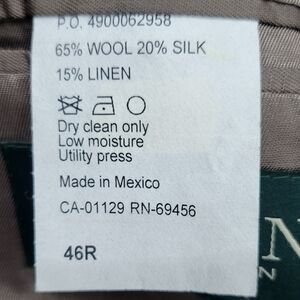 P.O. 4900062958
65% WOOL 20% SILK
15% LINEN
Dry clean only
Low moisture
Utility press
Made in Mexico
CA-01129 RN-69456
46R
N
N